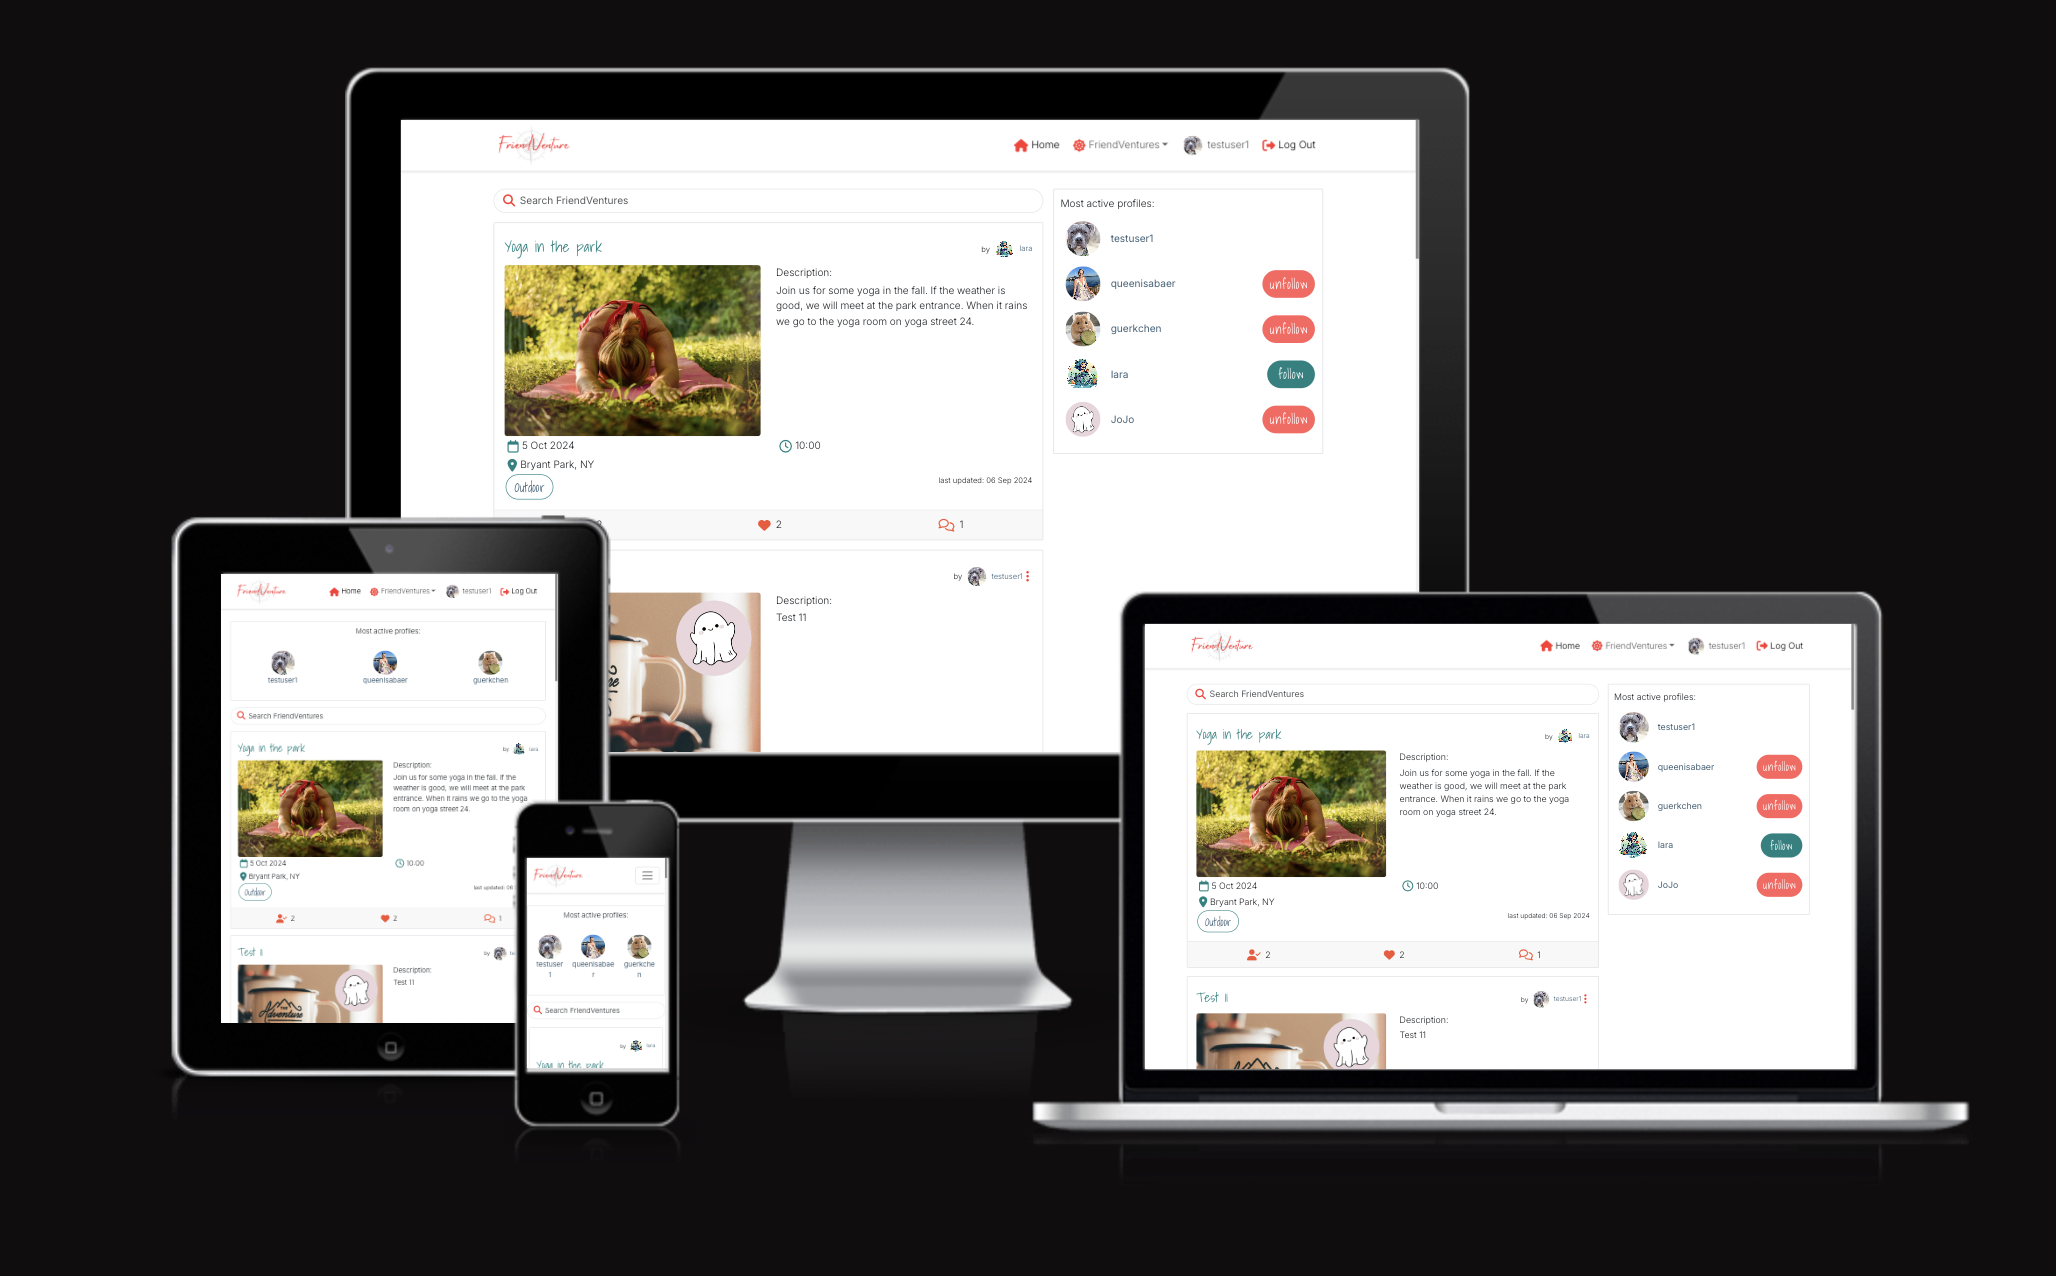 FriendVenture
Home
FriendVentures
testuser1
Log Out
Search FriendVentures
Yoga in the park
by lara
Description:
Join us for some yoga in the fall. If the weather is
good, we will meet at the park entrance. When it rains
we go to the yoga room on yoga street 24.
5 Oct 2024
10:00
Bryant Park, NY
Outdoor
last updated: 06 Sep 2024
2
1
by testuser1
Description:
Test 11
Most active profiles:
testuser1
queenisabaer
unfollow
guerkchen
unfollow
lara
follow
JoJo
unfollow
FriendVenture
Home
FriendVentures
testuser1
Log Out
Most active profiles:
testuser1
queenisabaer
guerkchen
Search FriendVentures
Yoga in the park
by lara
Description:
Join us for some yoga in the fall. If the
weather is good, we will meet at the park
entrance. When it rains we go to the yoga
room on yoga street 24.
5 Oct 2024
10:00
Bryant Park, NY
Outdoor
last updated: 06
2
2
1
Test 11
by te
Description:
Test 11
THE
Adventure
FriendVenture
Most active profiles:
testuser
1
queenisabae
r
guerkche
n
Search FriendVentures
by lara
Yoga in the park
FriendVenture
Home
FriendVentures
testuser1
Log Out
Search FriendVentures
Yoga in the park
by lara
Description:
Join us for some yoga in the fall. If the
weather is good, we will meet at the park
entrance. When it rains we go to the yoga
room on yoga street 24.
5 Oct 2024
10:00
Bryant Park, NY
Outdoor
last updated: 06 Sep 2024
2
2
1
Test 11
by testuser1
Description:
Test 11
Most active profiles:
testuser1
queenisabaer
unfollow
guerkchen
unfollow
lara
follow
JoJo
unfollow